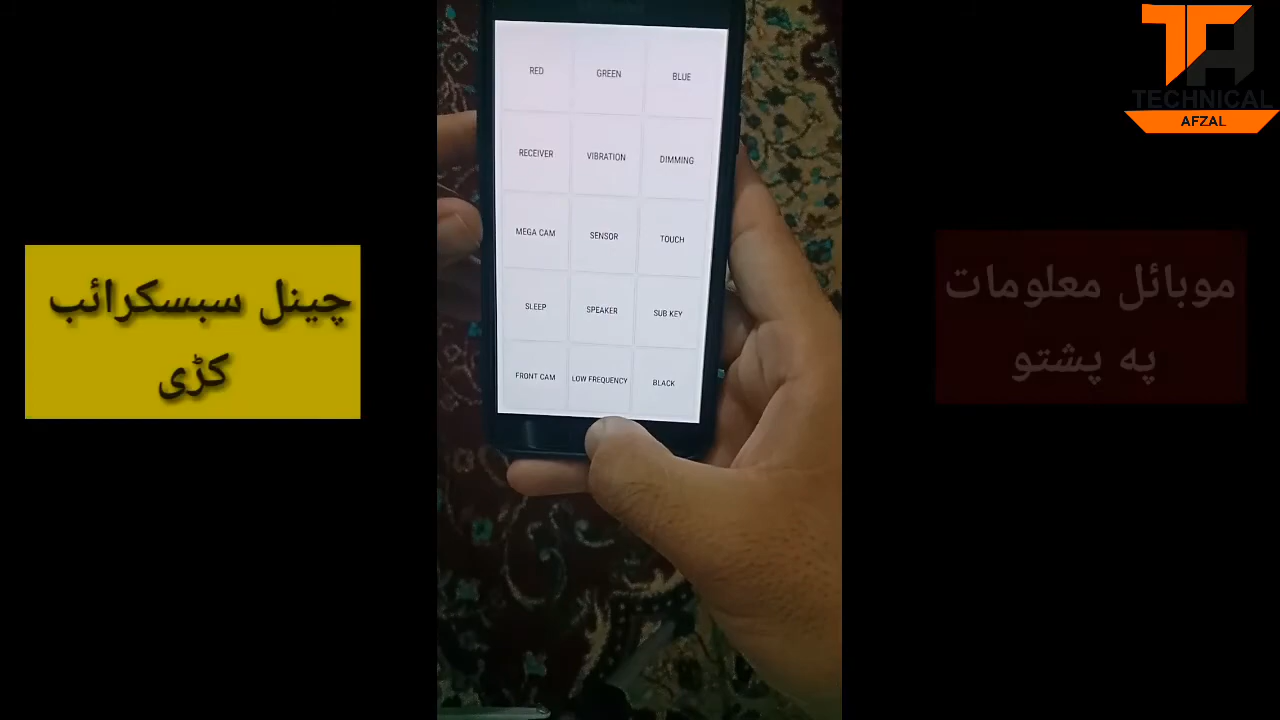 RED
GREEN
BLUE
RECEIVER
VIBRATION
DIMMING
MEGA CAM
SENSOR
TOUCH
SLEEP
SPEAKER
SUB KEY
FRONT CAM
LOW FREQUENCY
BLACK
چینل سبسکرائب
کڑی
موبائل معلومات
په پشتو
TA
TECHNICAL
AFZAL